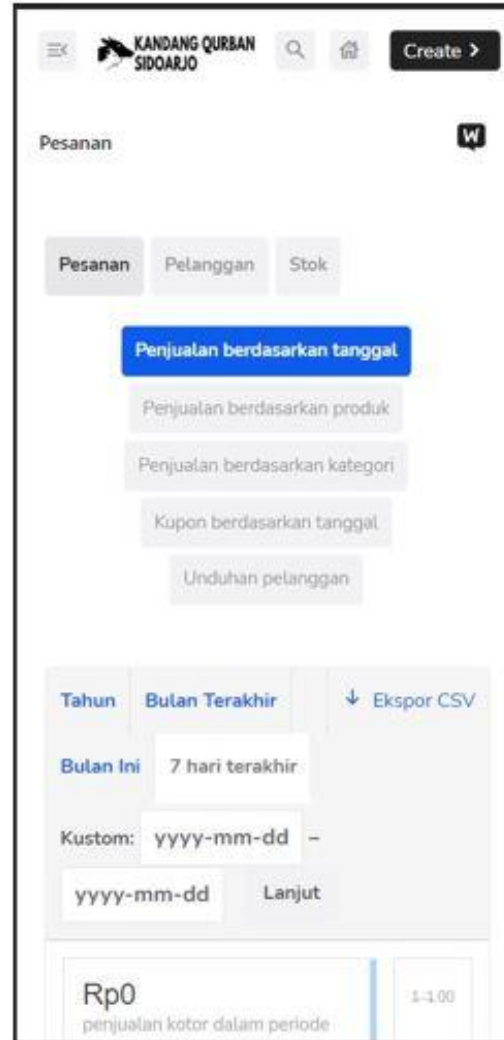 KANDANG QURBAN
SIDOARJO
Create >
Pesanan
W
Pesanan Pelanggan Stok
Penjualan berdasarkan tanggal
Penjualan berdasarkan produk
Penjualan berdasarkan kategori
Kupon berdasarkan tanggal
Unduhan pelanggan
Tahun Bulan Terakhir Ekspor CSV
Bulan Ini 7 hari terakhir
Kustom: yyyy-mm-dd –
yyyy-mm-dd Lanjut
Rp0
penjualan kotor dalam periode